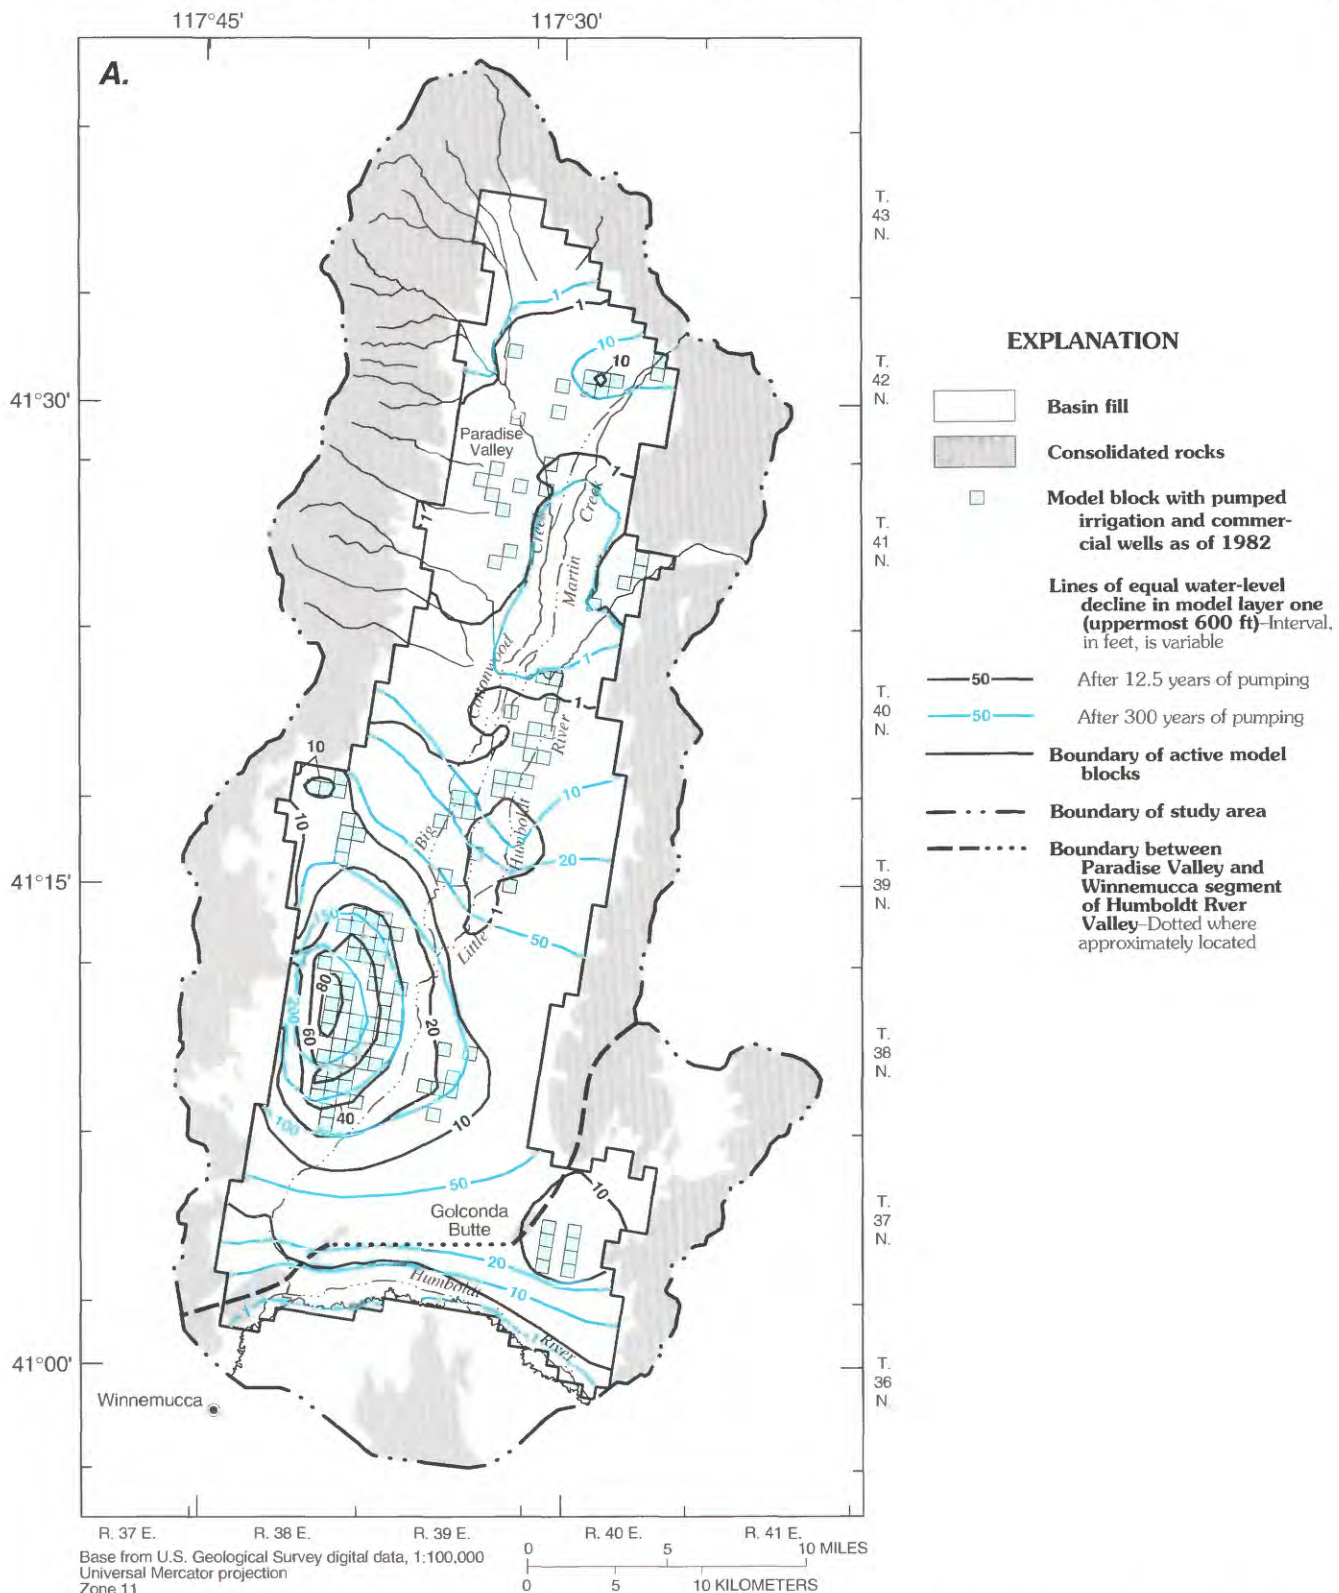 117°45'
117°30'
A.
T.
43
N.
1
1
10
10
T.
42
N.
41°30'
Paradise
Valley
1
Creek
Creek
1
Martin
T.
41
N.
Cottonwood
1
1
T.
40
N.
River
10
10
10
Big
Humboldt
20
1
41°15'
T.
39
N.
150
50
Little
80
200
60
20
T.
38
N.
40
100
10
50
10
T.
37
N.
Golconda
Butte
20
Humboldt
10
1
1
River
41°00'
T.
36
N.
Winnemucca
R. 37 E.
R. 38 E.
R. 39 E.
R. 40 E.
R. 41 E.
Base from U.S. Geological Survey digital data, 1:100,000
Universal Mercator projection
Zone 11
0 5 10 MILES
0 5 10 KILOMETERS
EXPLANATION
Basin fill
Consolidated rocks
Model block with pumped
irrigation and commer-
cial wells as of 1982
Lines of equal water-level
decline in model layer one
(uppermost 600 ft)–Interval,
in feet, is variable
50 After 12.5 years of pumping
50 After 300 years of pumping
Boundary of active model
blocks
Boundary of study area
Boundary between
Paradise Valley and
Winnemucca segment
of Humboldt Rver
Valley–Dotted where
approximately located